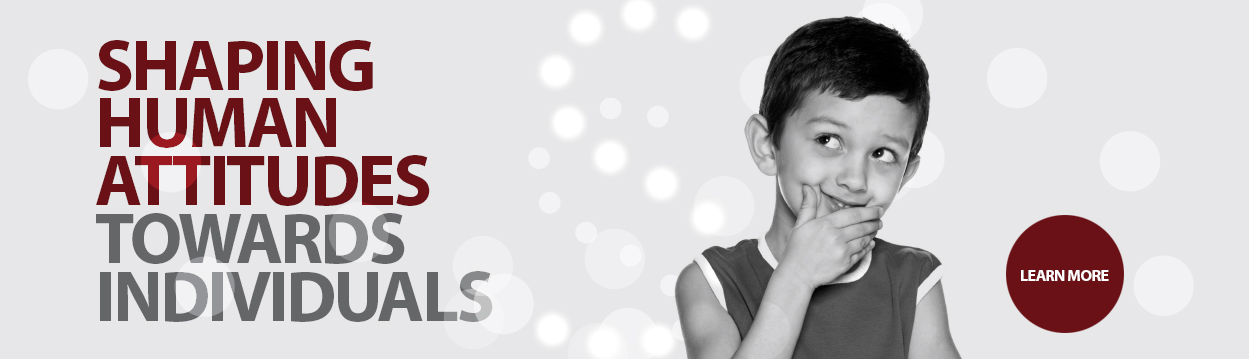 SHAPING
HUMAN
ATTITUDES
TOWARDS
INDIVIDUALS
LEARN MORE